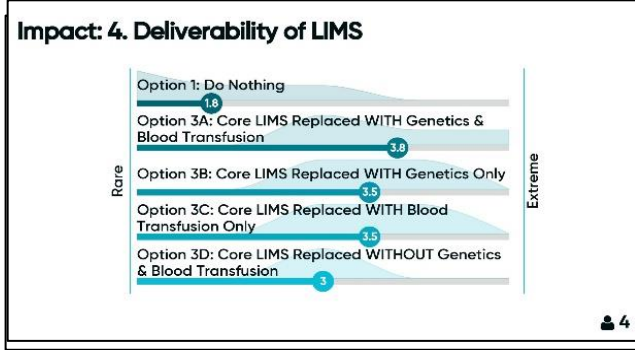 Impact: 4. Deliverability of LIMS
Option 1: Do Nothing
1.8
Option 3A: Core LIMS Replaced WITH Genetics &
Blood Transfusion
3.8
Option 3B: Core LIMS Replaced WITH Genetics Only
3.5
Option 3C: Core LIMS Replaced WITH Blood
Transfusion Only
3.5
Option 3D: Core LIMS Replaced WITHOUT Genetics
& Blood Transfusion
3
Rare
Extreme
4